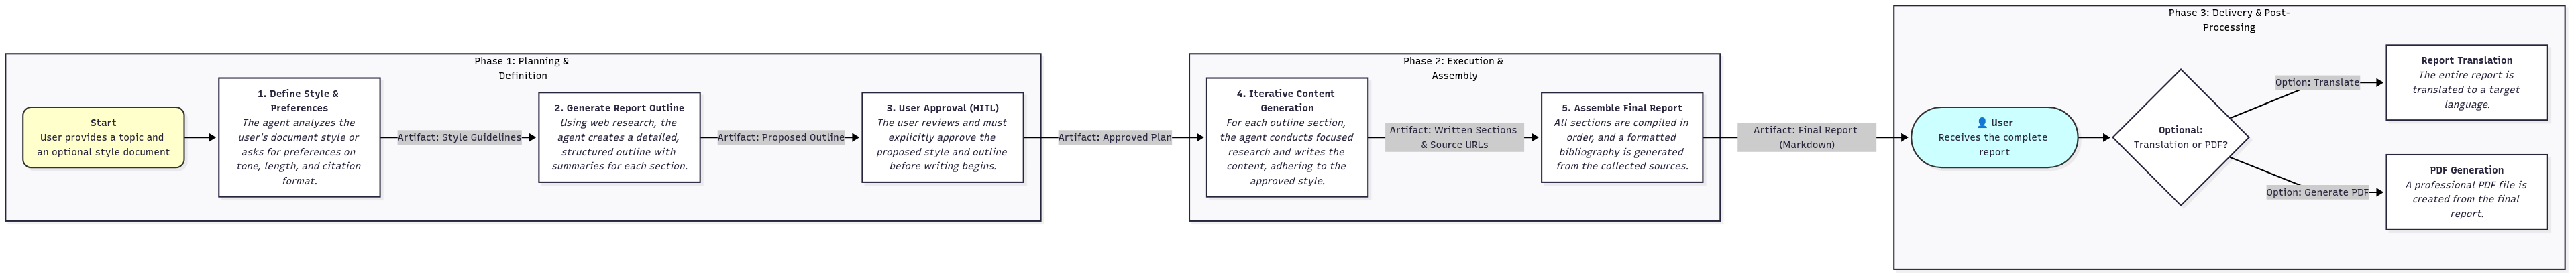 Phase 1: Planning &
Definition
Start
User provides a topic and
an optional style document
1. Define Style &
Preferences
The agent analyzes the
user's document style or
asks for preferences on
tone, length, and citation
format.
Artifact: Style Guidelines
2. Generate Report Outline
Using web research, the
agent creates a detailed,
structured outline with
summaries for each section.
Artifact: Proposed Outline
3. User Approval (HITL)
The user reviews and must
explicitly approve the
proposed style and outline
before writing begins.
Artifact: Approved Plan
Phase 2: Execution &
Assembly
4. Iterative Content
Generation
For each outline section,
the agent conducts focused
research and writes the
content, adhering to the
approved style.
Artifact: Written Sections
& Source URLs
5. Assemble Final Report
All sections are compiled in
order, and a formatted
bibliography is generated
from the collected sources.
Artifact: Final Report
(Markdown)
Phase 3: Delivery & Post-
Processing
👤 User
Receives the complete
report
Optional:
Translation or PDF?
Option: Translate
Report Translation
The entire report is
translated to a target
language.
Option: Generate PDF
PDF Generation
A professional PDF file is
created from the final
report.